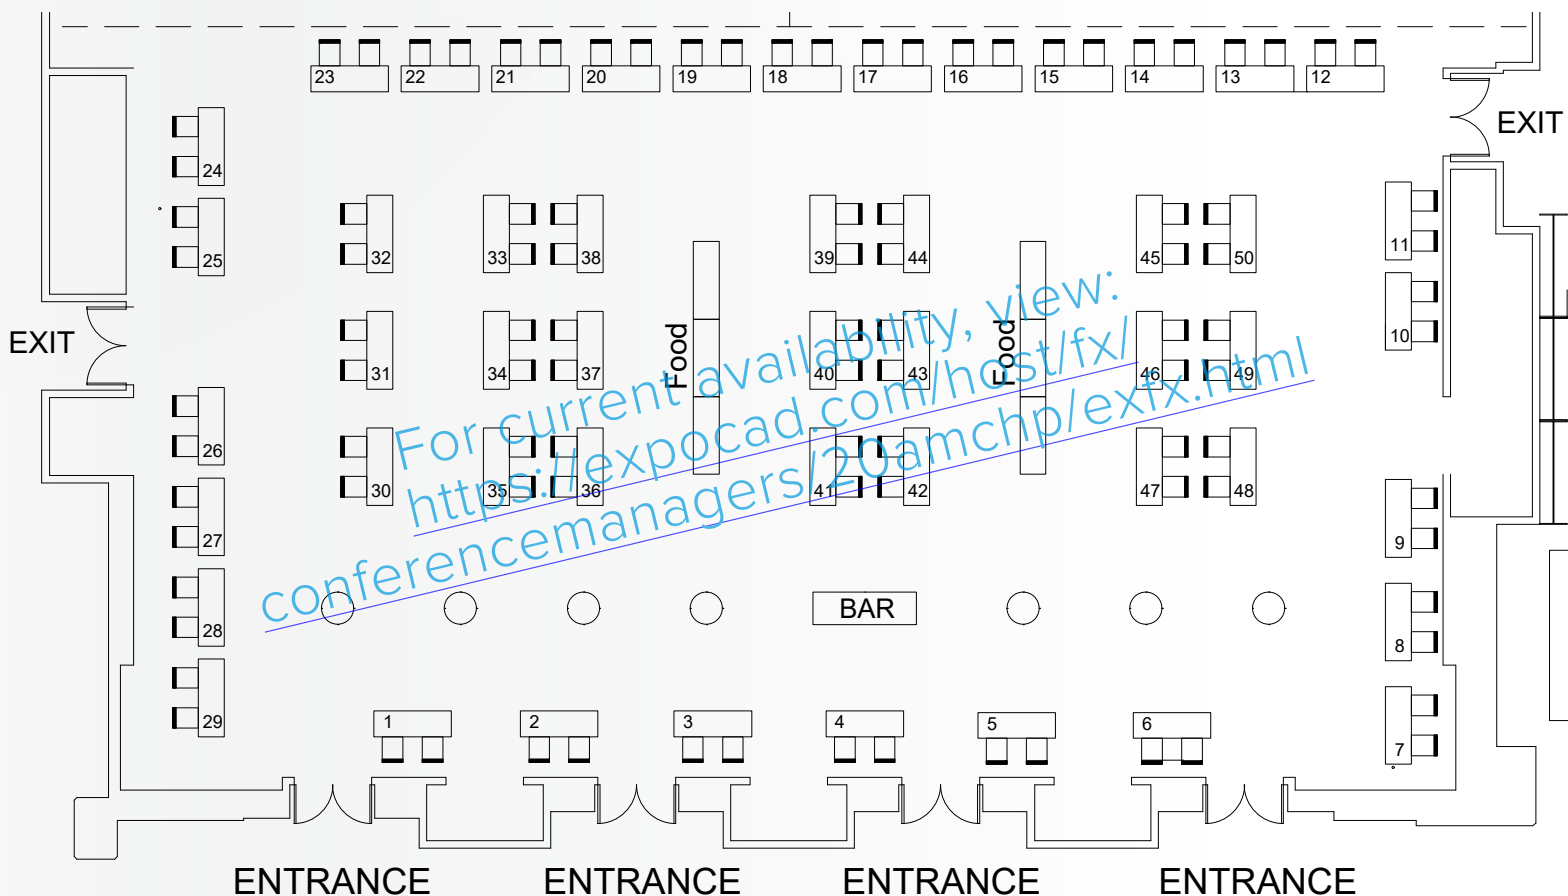 23 22 21 20 19 18 17 16 15 14 13 12
EXIT
24
25
32 33 38 39 44 45 50
11
10
EXIT
31 34 37 Food 40 43 Food 46 49
26
30 35 36 41 42 47 48
27
9
28
BAR
8
29
1 2 3 4 5 6
7
For current availability, view:
https://expocad.com/host/fx/
conferencemanagers/20amchp/exfx.html
ENTRANCE ENTRANCE ENTRANCE ENTRANCE